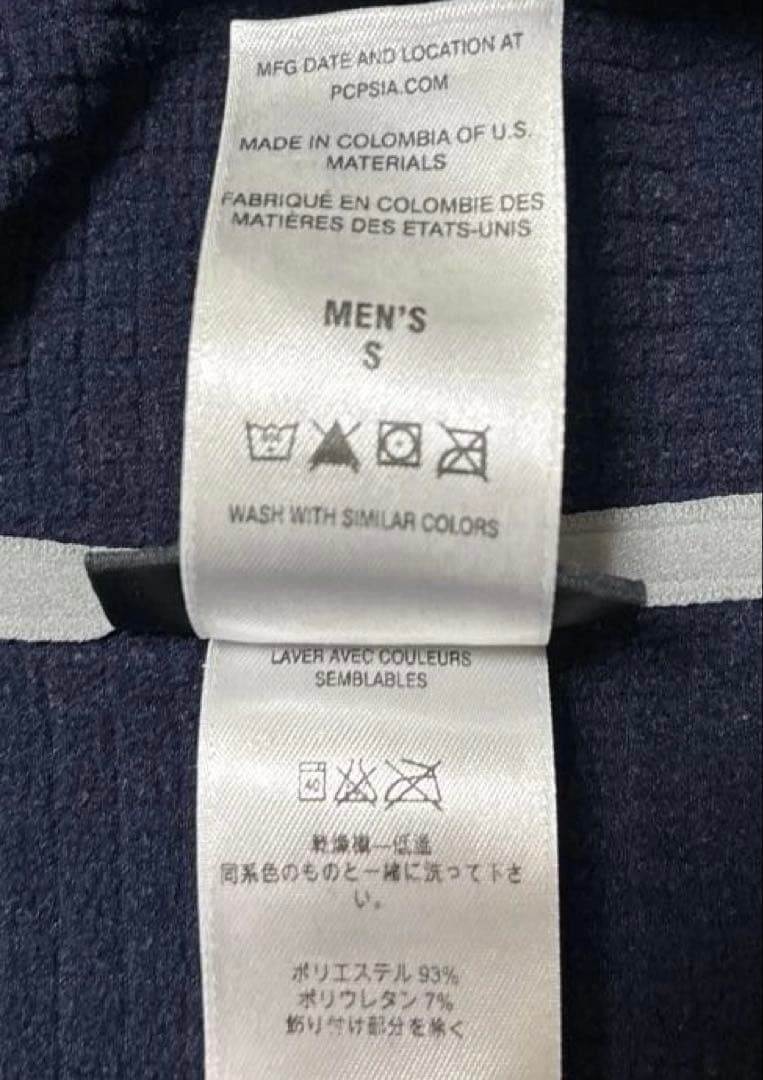 MFG DATE AND LOCATION AT
PCPSIA.COM
MADE IN COLOMBIA OF U.S.
MATERIALS
FABRIQUÉ EN COLOMBIE DES
MATIÈRES DES ETATS-UNIS
MEN'S
S
WASH WITH SIMILAR COLORS
LAVER AVEC COULEURS
SEMBLABLES
40
乾燥機—低温
同系色のものと一緒に洗って下さ
い。
ポリエステル 93%
ポリウレタン 7%
飾り付け部分を除く